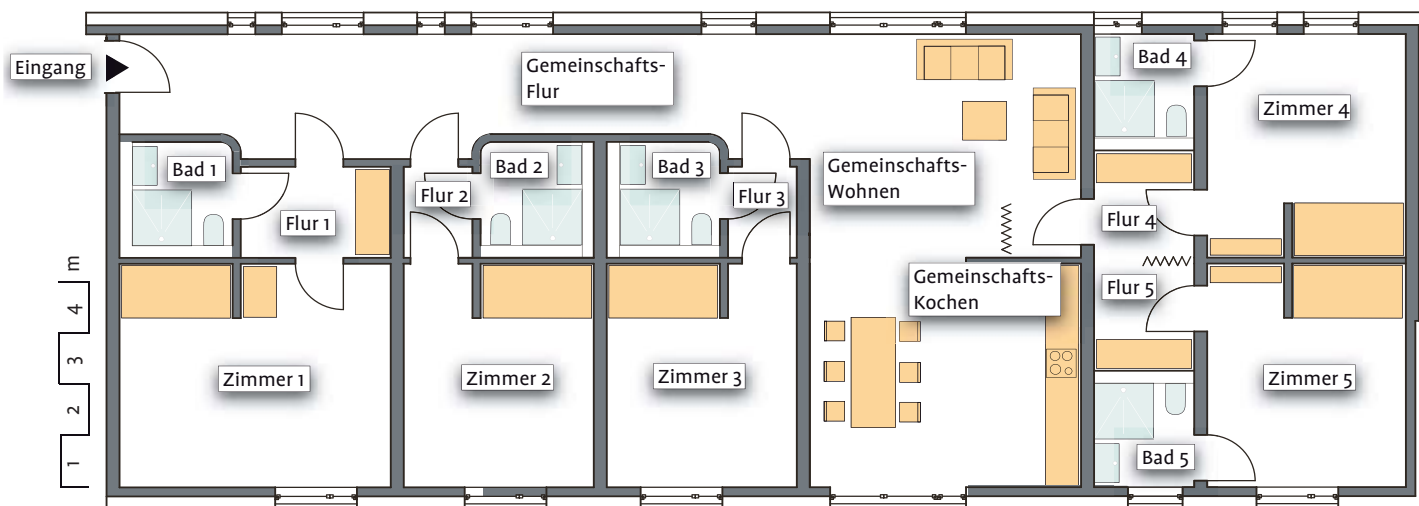 Eingang
Gemeinschafts-
Flur
Bad 4
Zimmer 4
Bad 1
Bad 2
Bad 3
Gemeinschafts-
Wohnen
Flur 1
Flur 2
Flur 3
Flur 4
Gemeinschafts-
Kochen
Flur 5
Zimmer 1
Zimmer 2
Zimmer 3
Zimmer 5
Bad 5
1 2 3 4 m